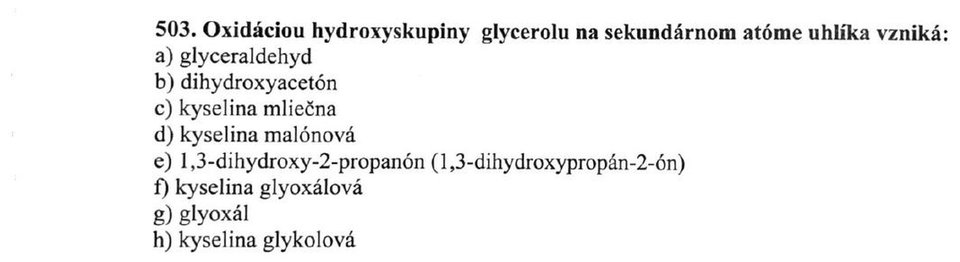 503. Oxidáciou hydroxyskupiny glycerolu na sekundárnom atóme uhlíka vzniká:
a) glyceraldehyd
b) dihydroxyacetón
c) kyselina mliečna
d) kyselina malónová
e) 1,3-dihydroxy-2-propanón (1,3-dihydroxypropán-2-ón)
f) kyselina glyoxálová
g) glyoxál
h) kyselina glykolová